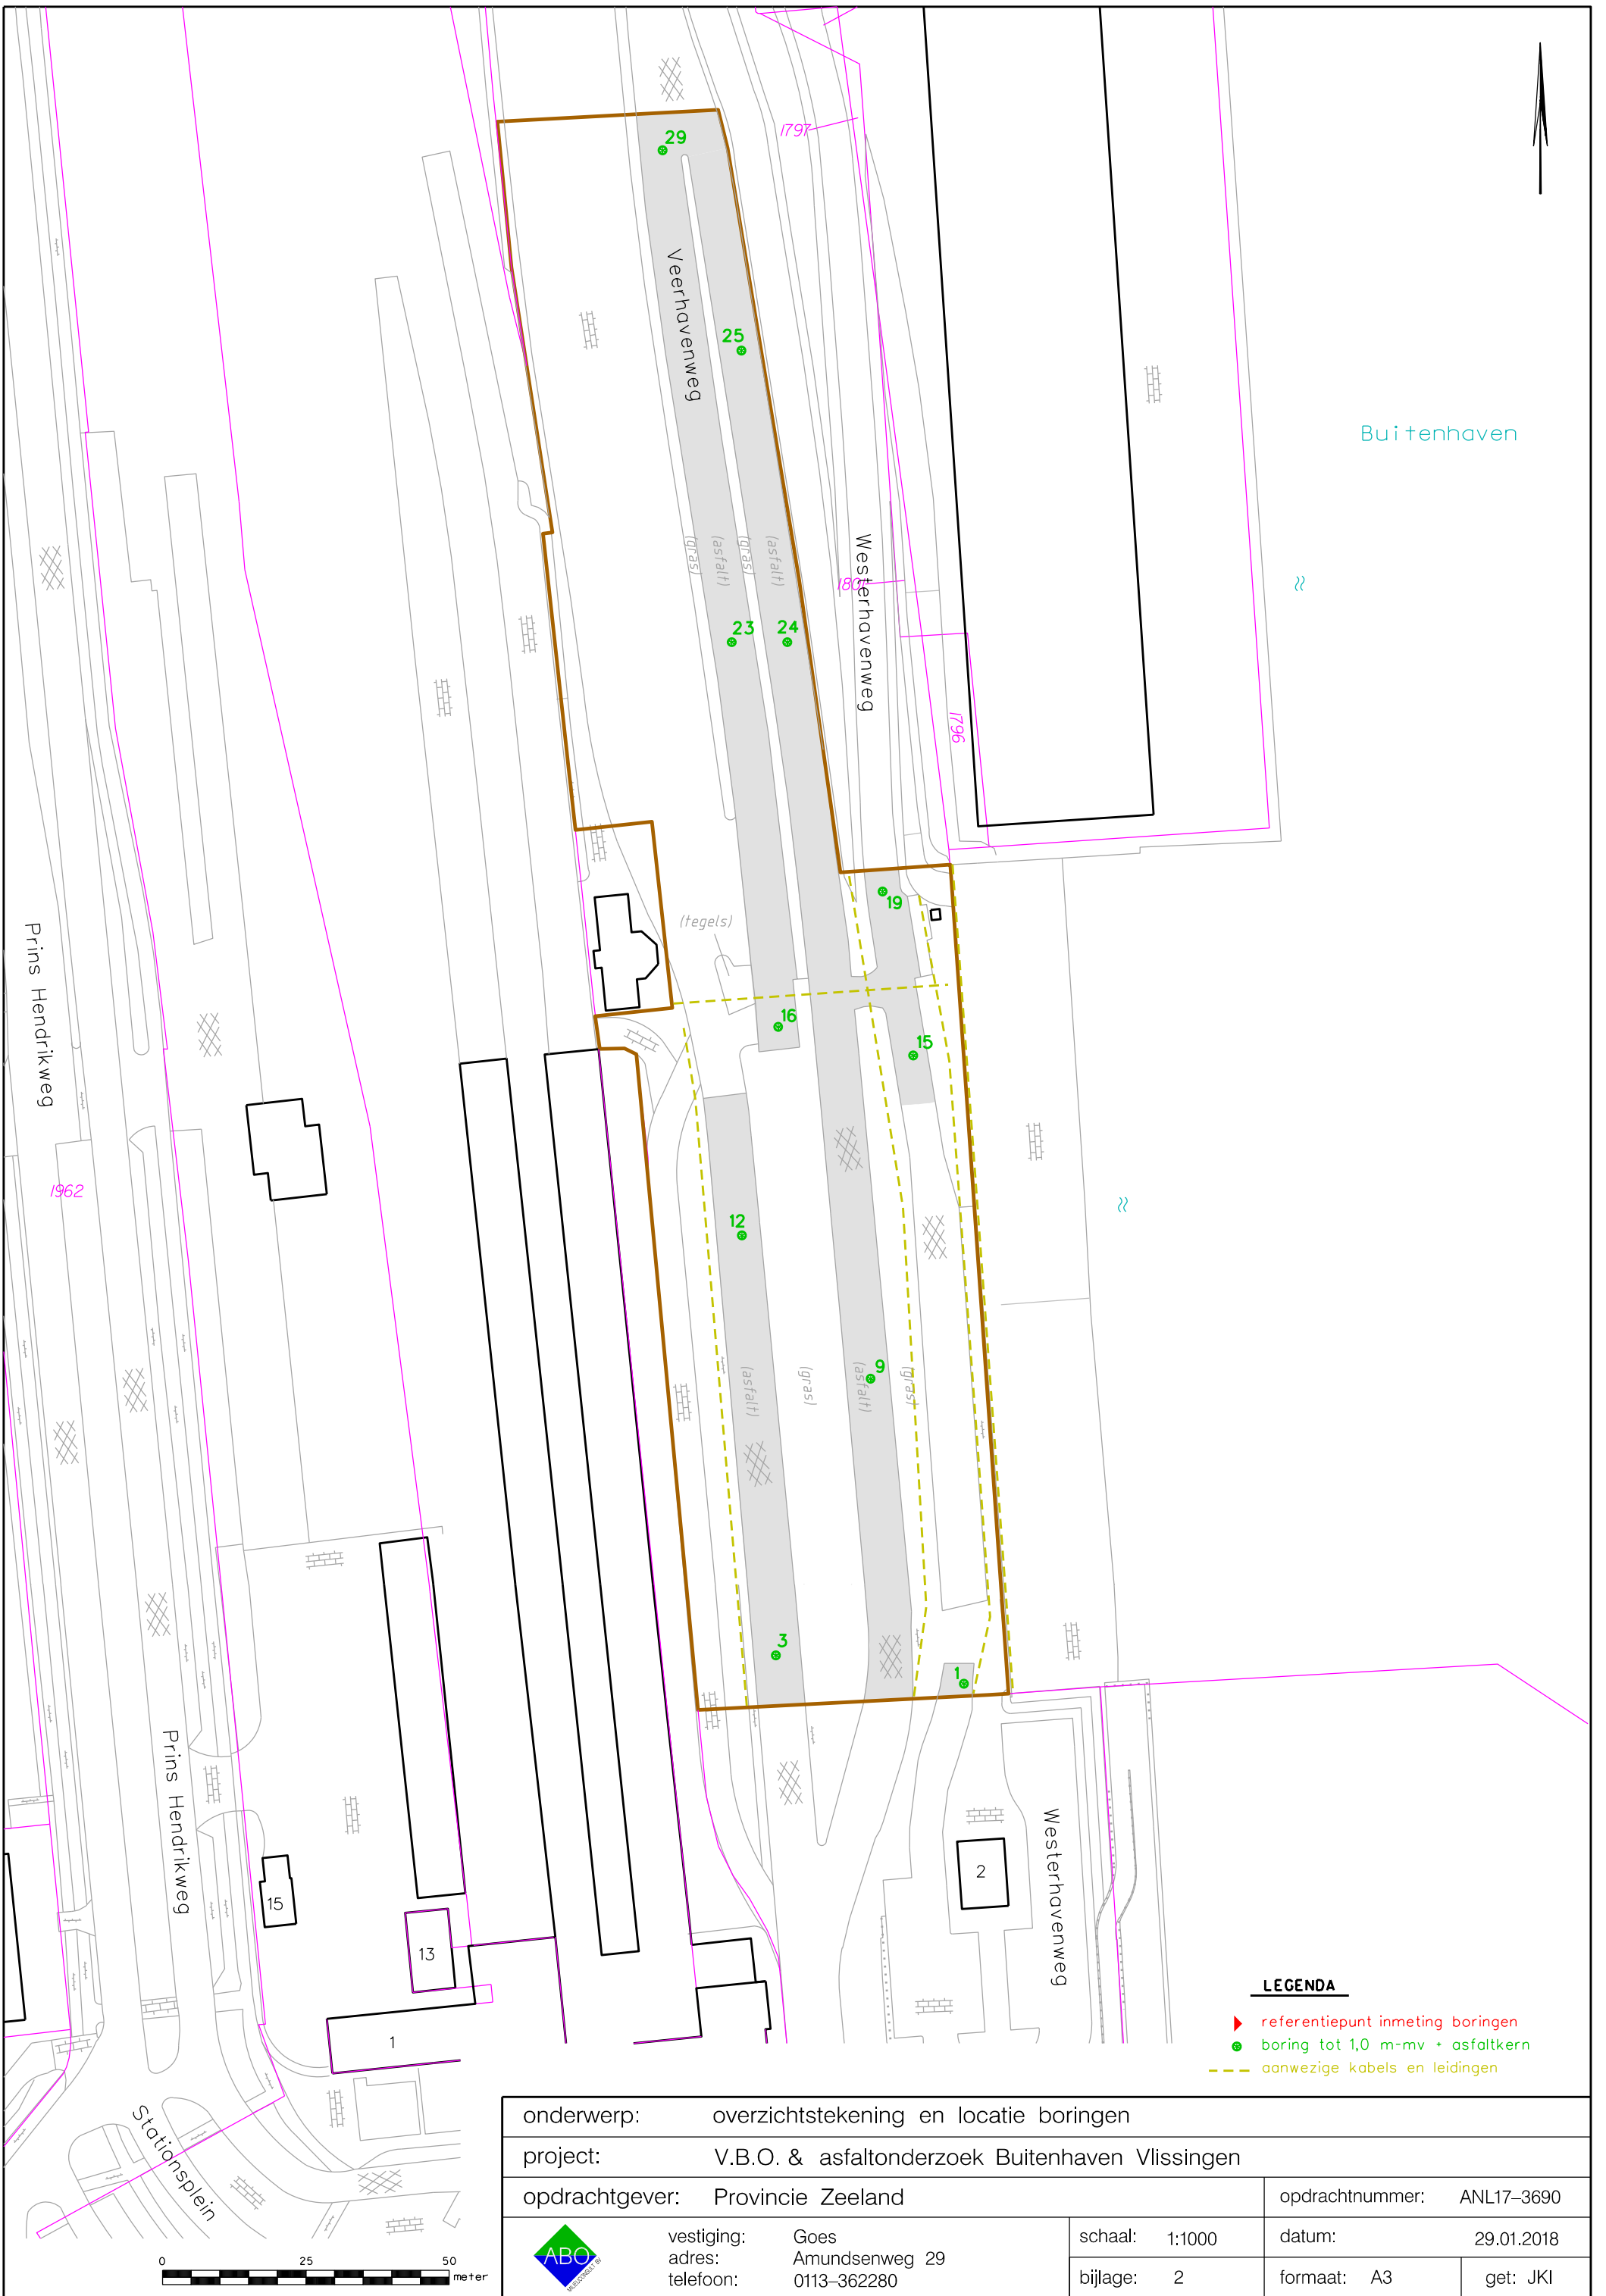 29
1797
Veerhavenweg
25
Buitenhaven
(gras)
(asfalt)
(gras)
(asfalt)
Westerhavenweg
1801
23
24
1796
19
(tegels)
Prins Hendrikweg
16
15
1962
12
(asfalt)
(gras)
(asfalt)
9
(gras)
3
1
Prins Hendrikweg
Westerhavenweg
2
15
13
1
Stationsplein
LEGENDA
referentiepunt inmeting boringen
boring tot 1,0 m-mv + asfaltkern
aanwezige kabels en leidingen
onderwerp: overzichtstekening en locatie boringen
project: V.B.O. & asfaltonderzoek Buitenhaven Vlissingen
opdrachtgever: Provincie Zeeland
opdrachtnummer: ANL17-3690
ABO
MILIEUCONSULT BV
vestiging: Goes
adres: Amundsenweg 29
telefoon: 0113-362280
schaal: 1:1000
datum: 29.01.2018
bijlage: 2
formaat: A3
get: JKI
0 25 50 meter